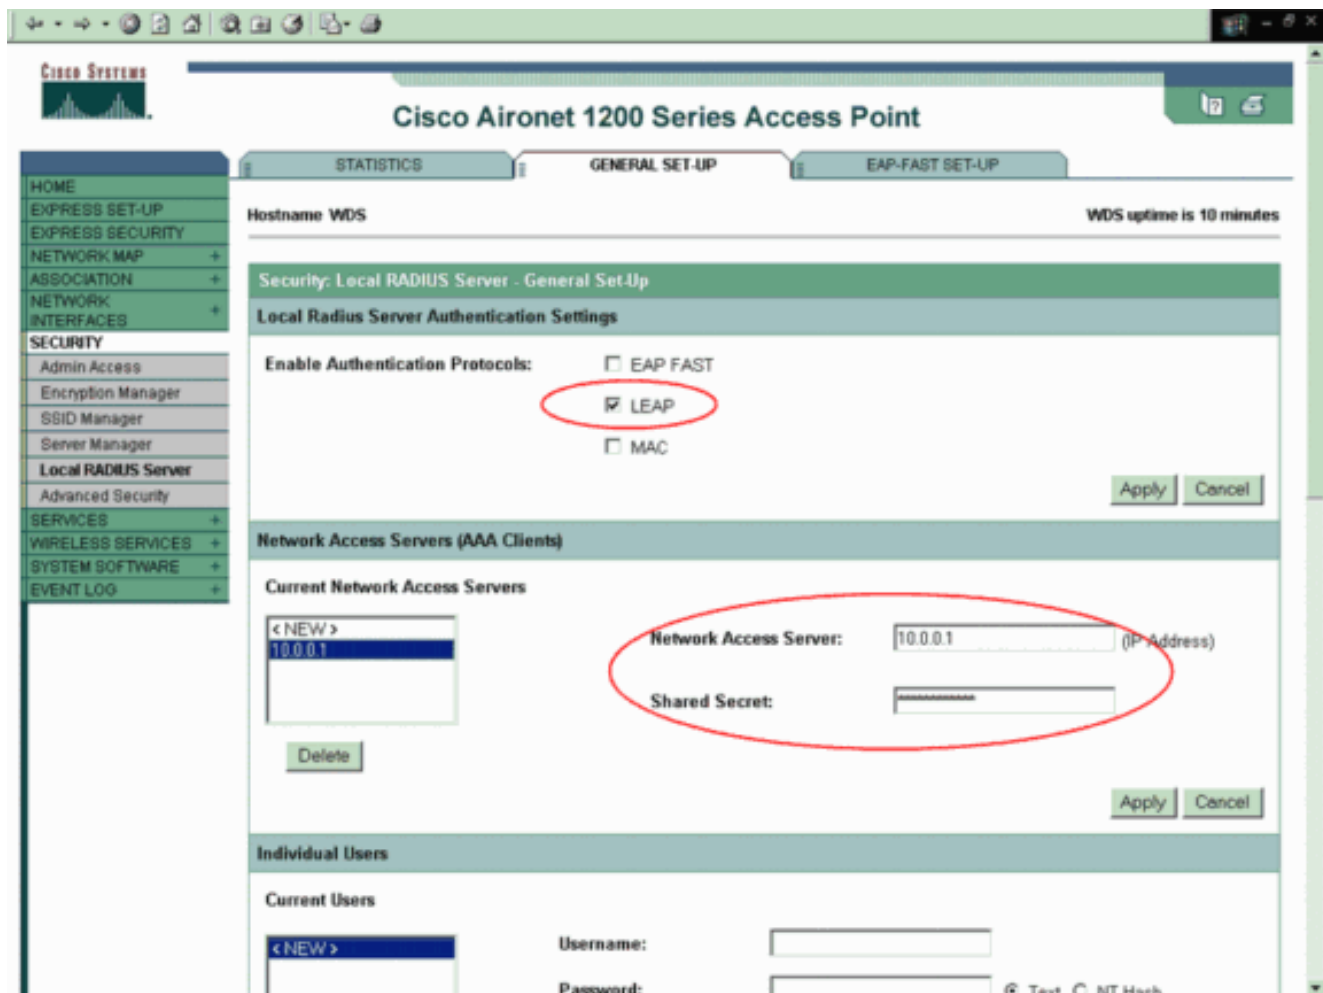 CISCO SYSTEMS
Cisco Aironet 1200 Series Access Point
STATISTICS
GENERAL SET-UP
EAP-FAST SET-UP
HOME
EXPRESS SET-UP
EXPRESS SECURITY
NETWORK MAP +
ASSOCIATION +
NETWORK
INTERFACES +
SECURITY
Admin Access
Encryption Manager
SSID Manager
Server Manager
Local RADIUS Server
Advanced Security
SERVICES +
WIRELESS SERVICES +
SYSTEM SOFTWARE +
EVENT LOG +
Hostname WDS
WDS uptime is 10 minutes
Security: Local RADIUS Server - General Set-Up
Local Radius Server Authentication Settings
Enable Authentication Protocols:
EAP FAST
LEAP
MAC
Apply Cancel
Network Access Servers (AAA Clients)
Current Network Access Servers
< NEW >
10.0.0.1
Delete
Network Access Server: 10.0.0.1 (IP Address)
Shared Secret:
Apply Cancel
Individual Users
Current Users
< NEW >
Username:
Password:
Text NT Hash